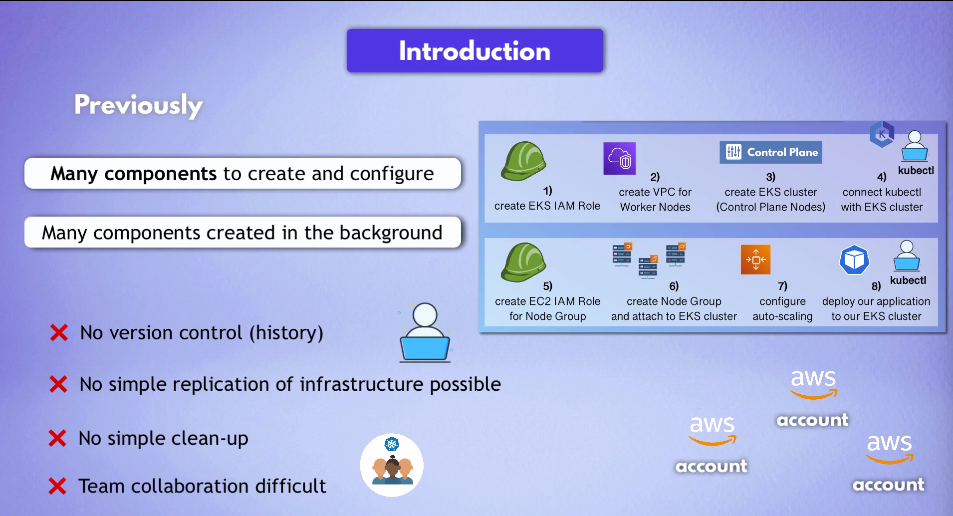 Introduction
Previously
Many components to create and configure
Many components created in the background
No version control (history)
No simple replication of infrastructure possible
No simple clean-up
Team collaboration difficult
1)
create EKS IAM Role
2)
create VPC for
Worker Nodes
Control Plane
3)
create EKS cluster
(Control Plane Nodes)
K
kubectl
4)
connect kubectl
with EKS cluster
5)
create EC2 IAM Role
for Node Group
6)
create Node Group
and attach to EKS cluster
7)
configure
auto-scaling
kubectl
8)
deploy our application
to our EKS cluster
aws
account
aws
account
aws
account